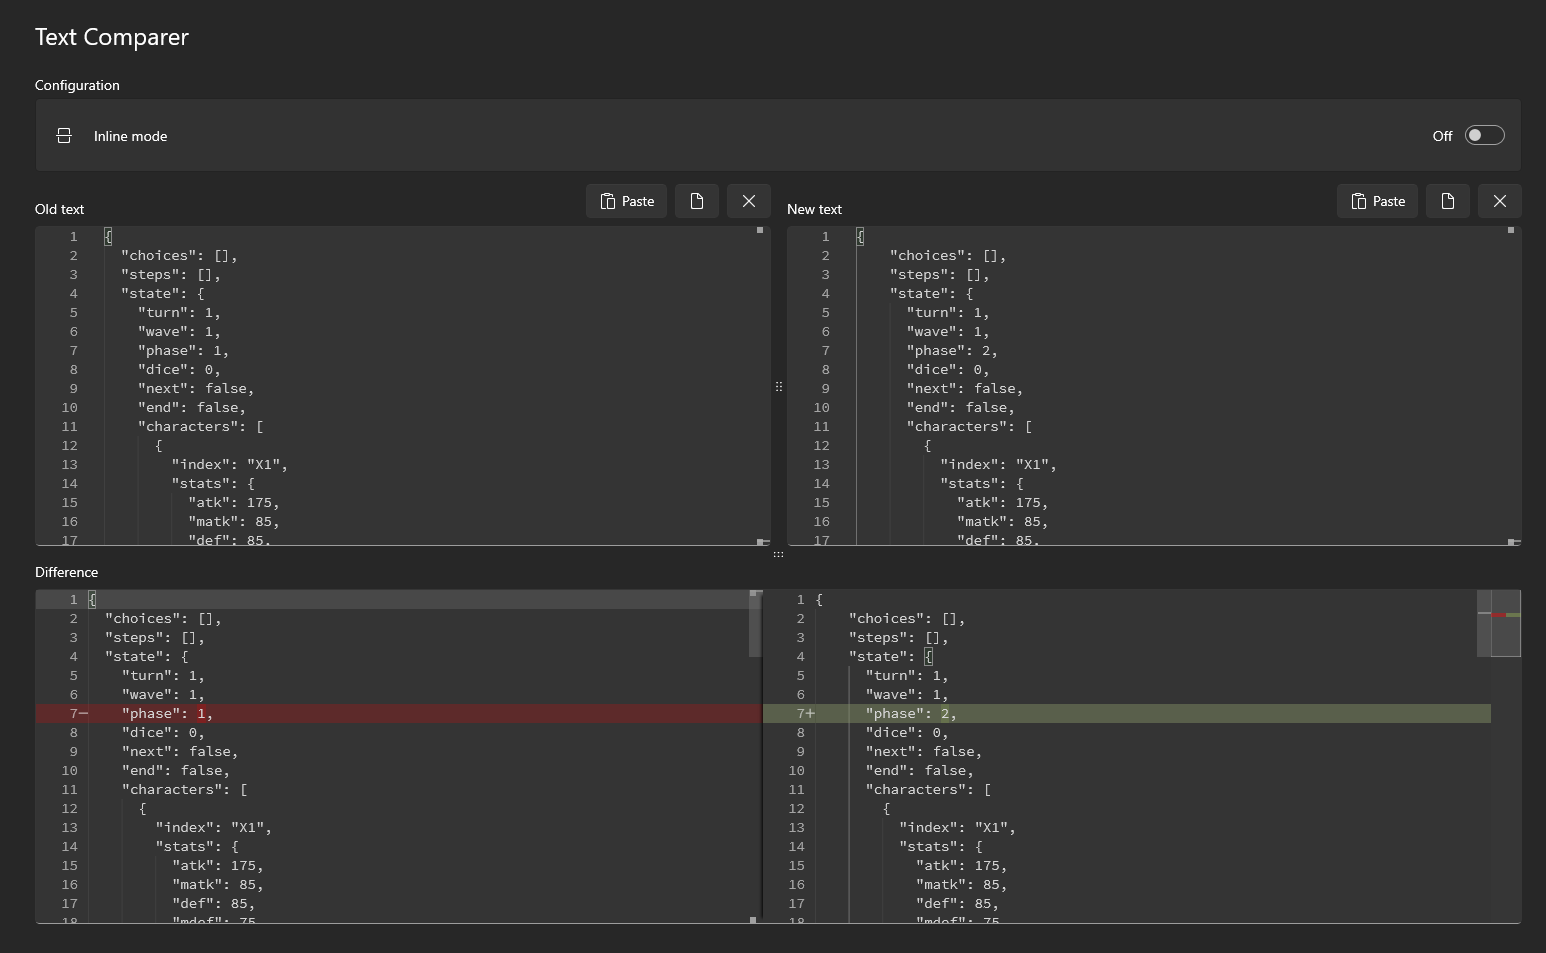 Text Comparer
Configuration
Inline mode
Off
Old text
Paste
New text
Paste
1 {
2 "choices": [],
3 "steps": [],
4 "state": {
5 "turn": 1,
6 "wave": 1,
7 "phase": 1,
8 "dice": 0,
9 "next": false,
10 "end": false,
11 "characters": [
12 {
13 "index": "X1",
14 "stats": {
15 "atk": 175,
16 "matk": 85,
17 "def": 85,
1 {
2 "choices": [],
3 "steps": [],
4 "state": {
5 "turn": 1,
6 "wave": 1,
7 "phase": 2,
8 "dice": 0,
9 "next": false,
10 "end": false,
11 "characters": [
12 {
13 "index": "X1",
14 "stats": {
15 "atk": 175,
16 "matk": 85,
17 "def": 85,
Difference
1 {
2 "choices": [],
3 "steps": [],
4 "state": {
5 "turn": 1,
6 "wave": 1,
7− "phase": 1,
8 "dice": 0,
9 "next": false,
10 "end": false,
11 "characters": [
12 {
13 "index": "X1",
14 "stats": {
15 "atk": 175,
16 "matk": 85,
17 "def": 85,
18 "mdef": 75
1 {
2 "choices": [],
3 "steps": [],
4 "state": {
5 "turn": 1,
6 "wave": 1,
7+ "phase": 2,
8 "dice": 0,
9 "next": false,
10 "end": false,
11 "characters": [
12 {
13 "index": "X1",
14 "stats": {
15 "atk": 175,
16 "matk": 85,
17 "def": 85,
18 "mdef": 75